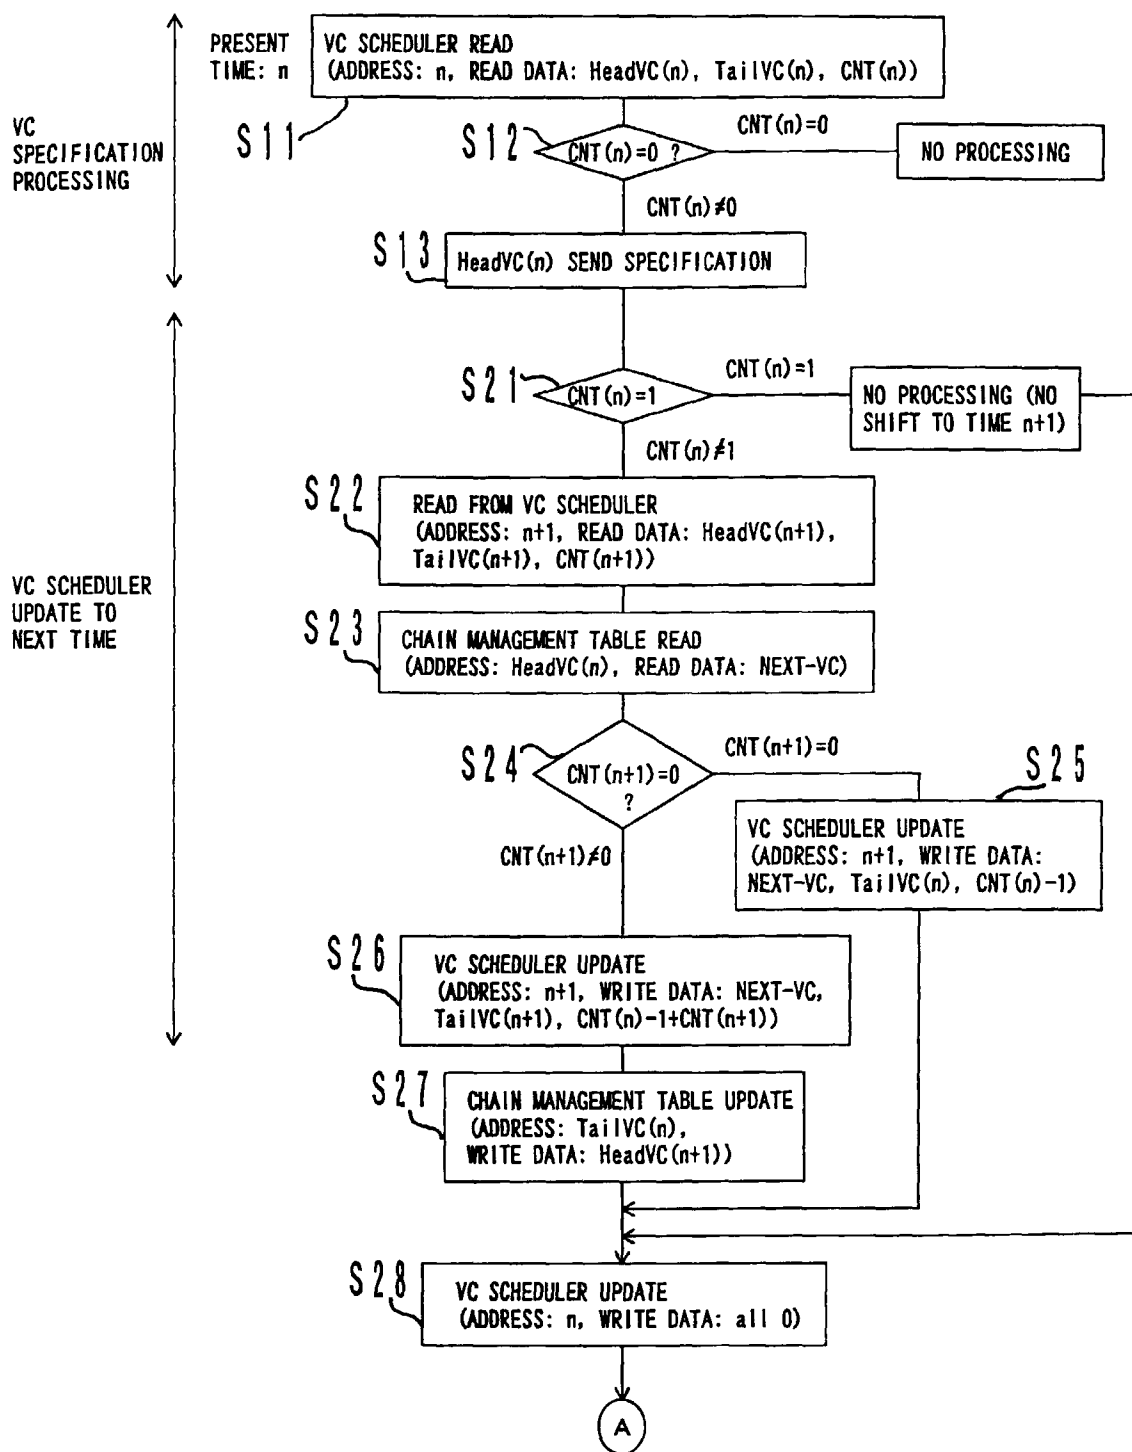 PRESENT
TIME: n
VC SCHEDULER READ
(ADDRESS: n, READ DATA: HeadVC(n), TailVC(n), CNT(n))
VC
SPECIFICATION
PROCESSING
S11
S12
CNT(n)=0 ?
CNT(n)=0
NO PROCESSING
CNT(n)≠0
S13
HeadVC(n) SEND SPECIFICATION
S21
CNT(n)=1
CNT(n)=1
NO PROCESSING (NO
SHIFT TO TIME n+1)
CNT(n)≠1
S22
READ FROM VC SCHEDULER
(ADDRESS: n+1, READ DATA: HeadVC(n+1),
TailVC(n+1), CNT(n+1))
VC SCHEDULER
UPDATE TO
NEXT TIME
S23
CHAIN MANAGEMENT TABLE READ
(ADDRESS: HeadVC(n), READ DATA: NEXT-VC)
S24
CNT(n+1)=0
?
CNT(n+1)=0
S25
VC SCHEDULER UPDATE
(ADDRESS: n+1, WRITE DATA:
NEXT-VC, TailVC(n), CNT(n)-1)
CNT(n+1)≠0
S26
VC SCHEDULER UPDATE
(ADDRESS: n+1, WRITE DATA: NEXT-VC,
TailVC(n+1), CNT(n)-1+CNT(n+1))
S27
CHAIN MANAGEMENT TABLE UPDATE
(ADDRESS: TailVC(n),
WRITE DATA: HeadVC(n+1))
S28
VC SCHEDULER UPDATE
(ADDRESS: n, WRITE DATA: all 0)
A